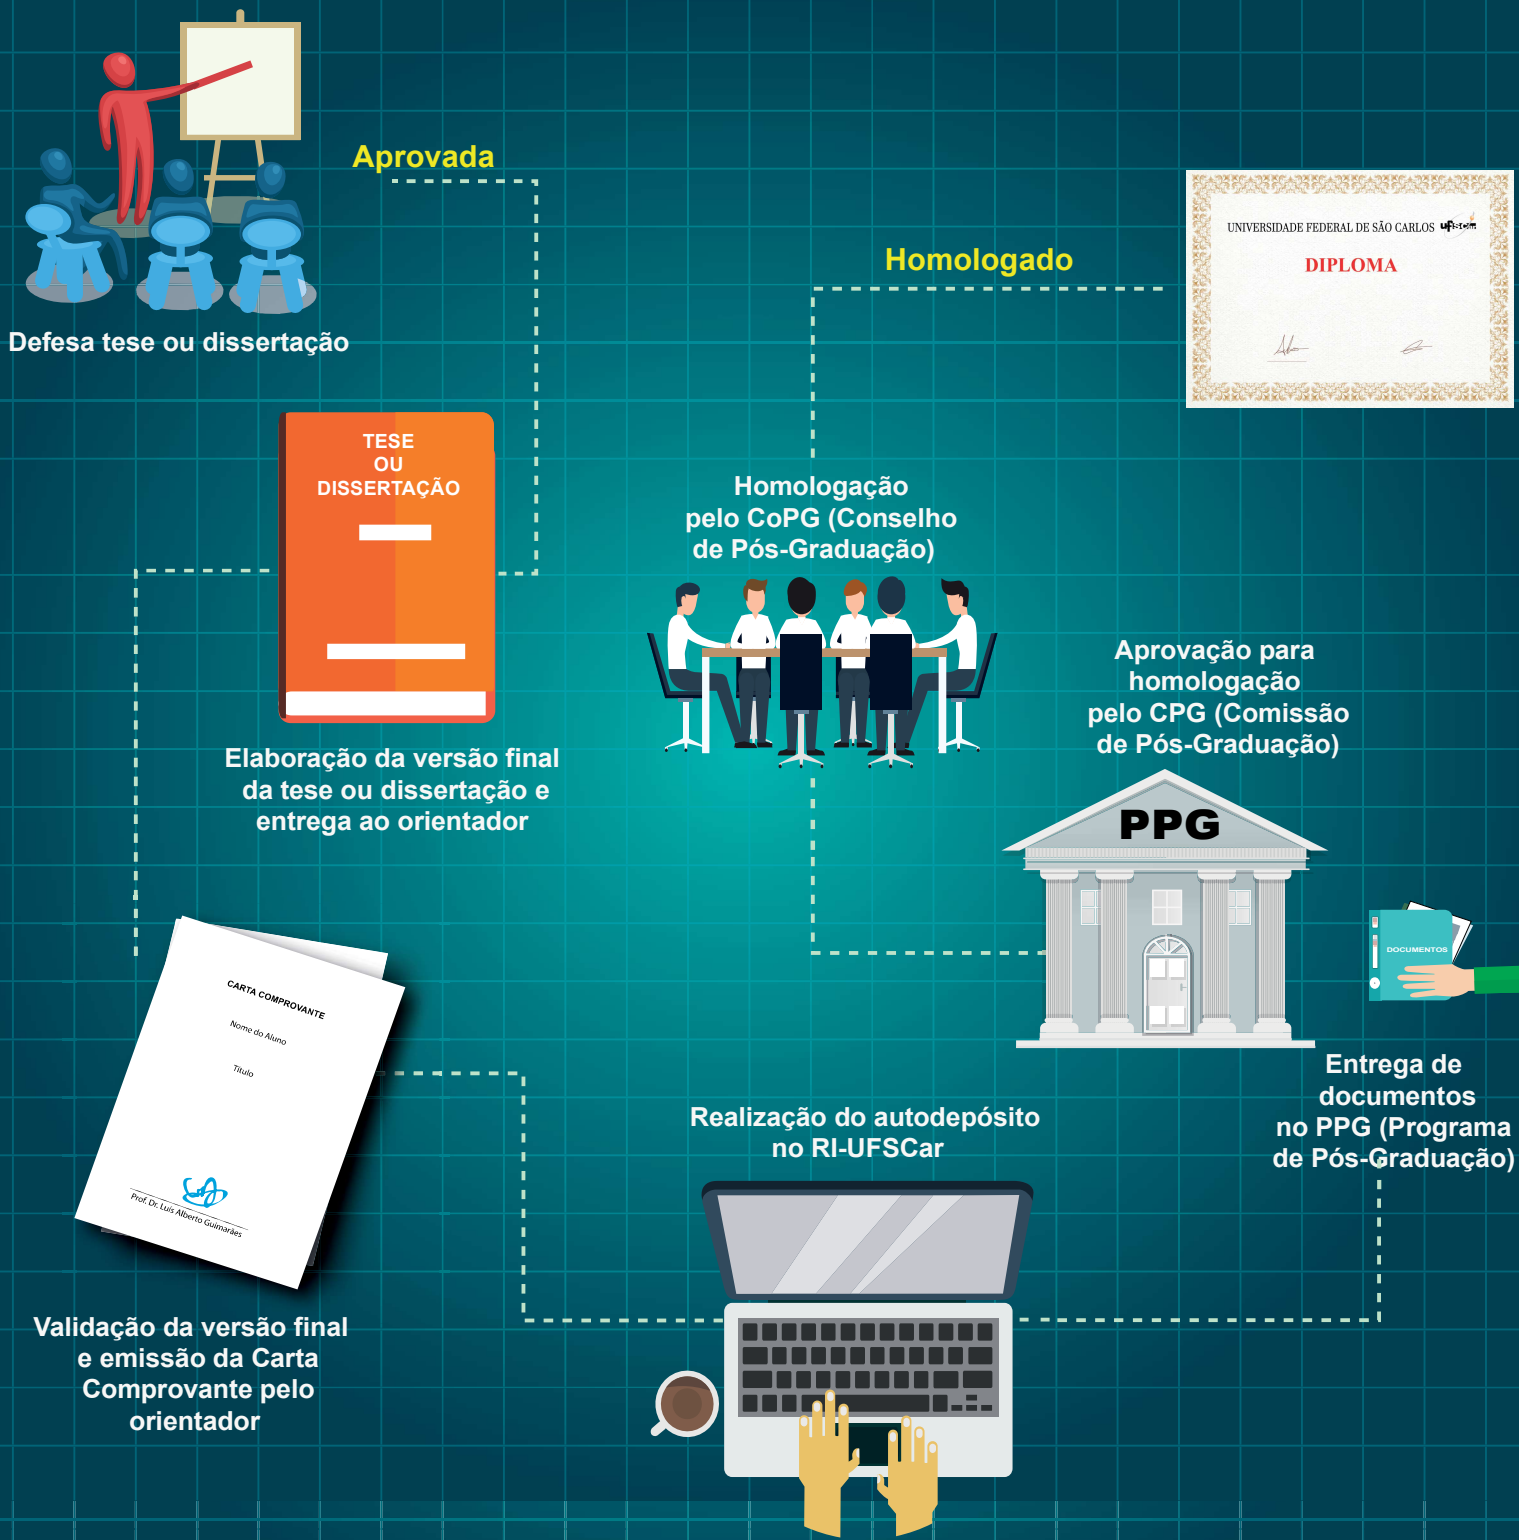 Aprovada
Defesa tese ou dissertação
TESE
OU
DISSERTAÇÃO
Elaboração da versão final
da tese ou dissertação e
entrega ao orientador
CARTA COMPROVANTE
Nome do Aluno
Título
Prof. Dr. Luis Alberto Guimarães
Validação da versão final
e emissão da Carta
Comprovante pelo
orientador
Realização do autodepósito
no RI-UFSCar
DOCUMENTOS
Entrega de
documentos
no PPG (Programa
de Pós-Graduação)
Aprovação para
homologação
pelo CPG (Comissão
de Pós-Graduação)
PPG
Homologação
pelo CoPG (Conselho
de Pós-Graduação)
Homologado
UNIVERSIDADE FEDERAL DE SÃO CARLOS ufscar
DIPLOMA